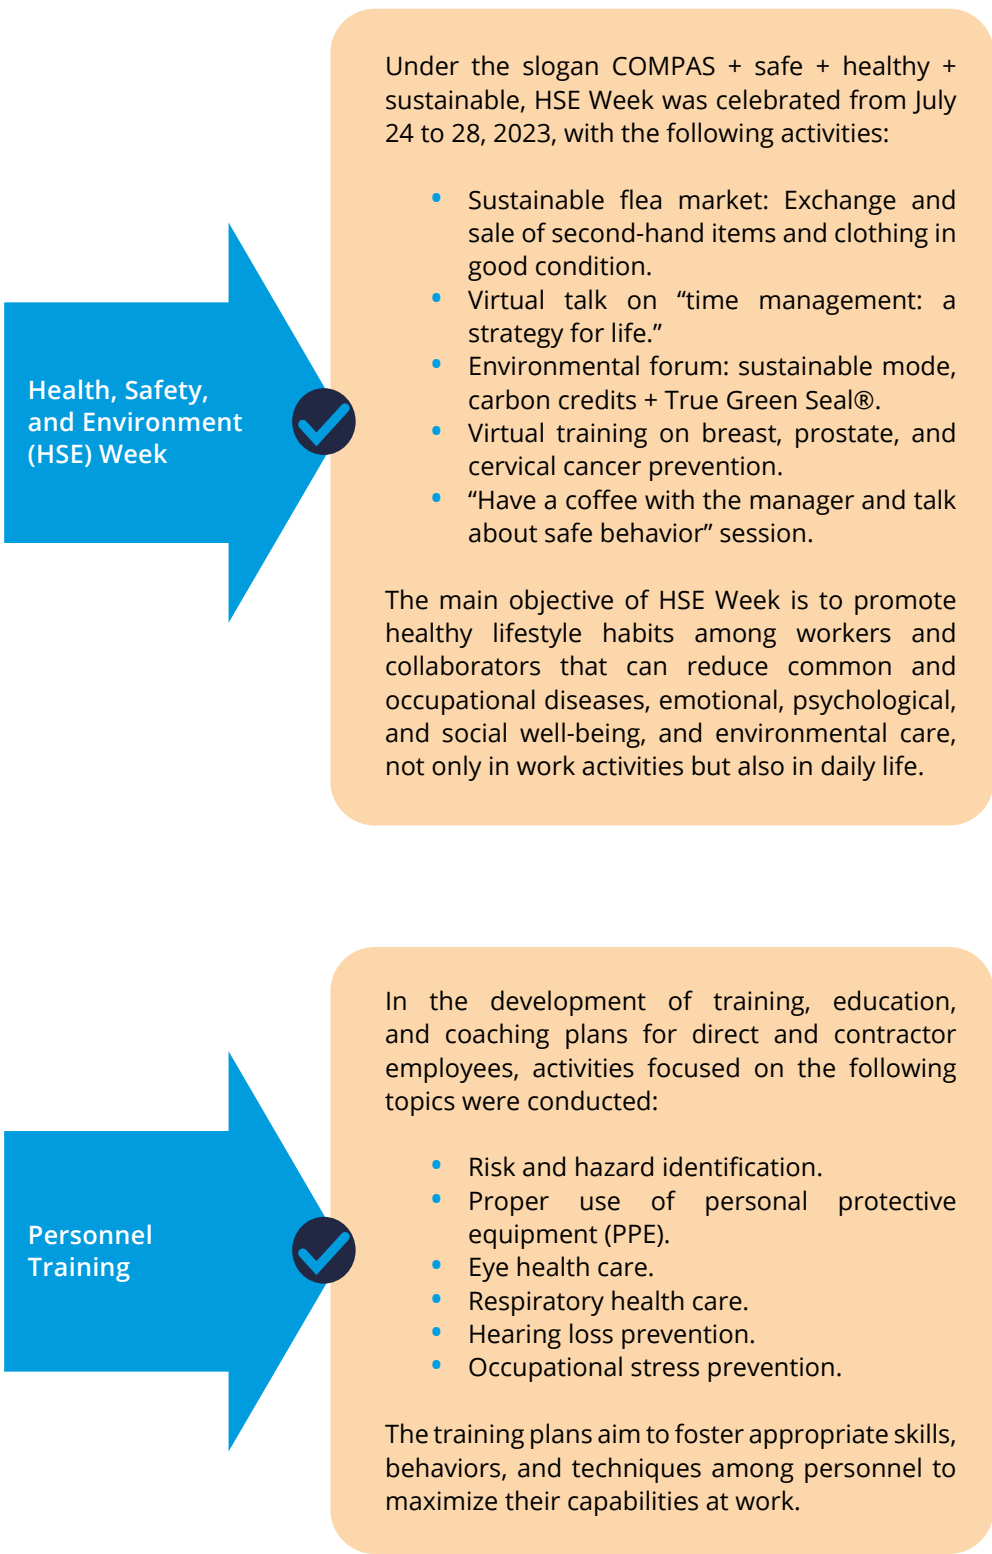 Under the slogan COMPAS + safe + healthy +
sustainable, HSE Week was celebrated from July
24 to 28, 2023, with the following activities:
• Sustainable flea market: Exchange and
sale of second-hand items and clothing in
good condition.
• Virtual talk on “time management: a
strategy for life.”
• Environmental forum: sustainable mode,
carbon credits + True Green Seal®.
• Virtual training on breast, prostate, and
cervical cancer prevention.
• “Have a coffee with the manager and talk
about safe behavior” session.
Health, Safety,
and Environment
(HSE) Week
The main objective of HSE Week is to promote
healthy lifestyle habits among workers and
collaborators that can reduce common and
occupational diseases, emotional, psychological,
and social well-being, and environmental care,
not only in work activities but also in daily life.
In the development of training, education,
and coaching plans for direct and contractor
employees, activities focused on the following
topics were conducted:
• Risk and hazard identification.
• Proper use of personal protective
equipment (PPE).
• Eye health care.
• Respiratory health care.
• Hearing loss prevention.
• Occupational stress prevention.
Personnel
Training
The training plans aim to foster appropriate skills,
behaviors, and techniques among personnel to
maximize their capabilities at work.